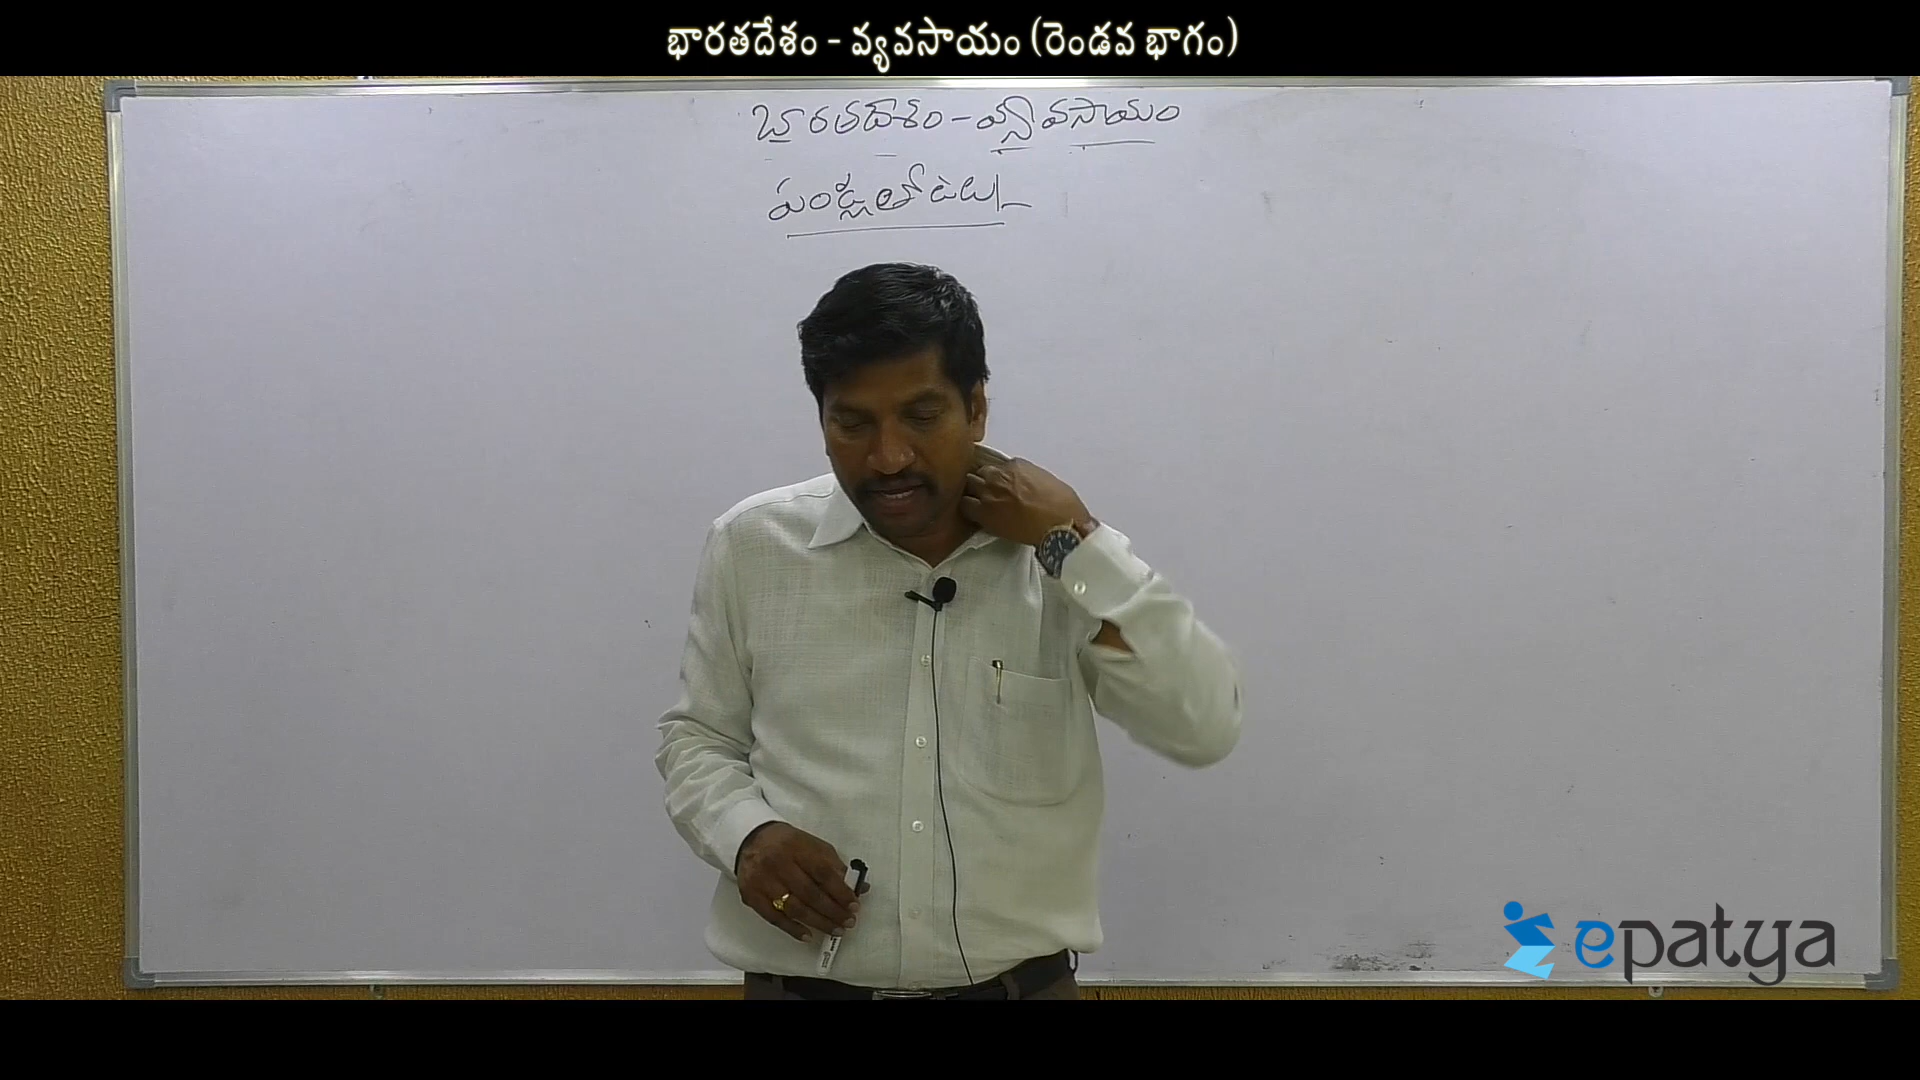 భారతదేశం - వ్యవసాయం (రెండవ భాగం)
భారతదేశం - వ్యవసాయం
పండ్లతోటలు
epatya